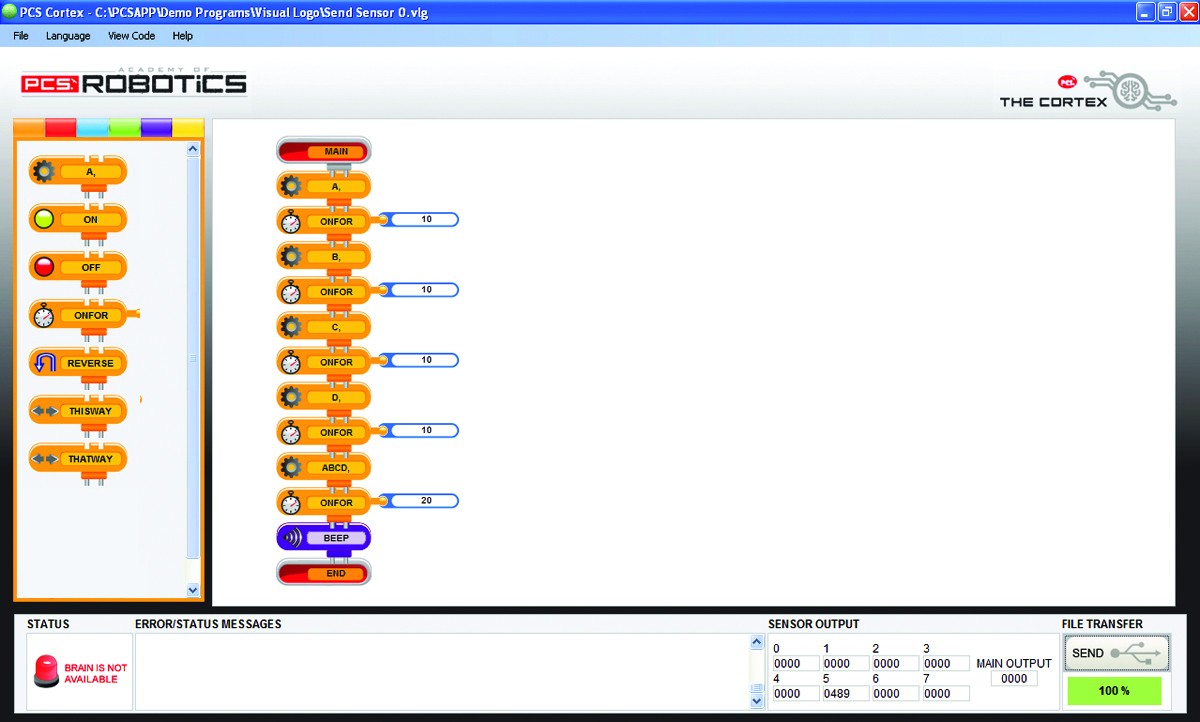 PCS Cortex - C:\PCSAPP\Demo Programs\Visual Logo\Send Sensor 0.vlg
File Language View Code Help
ACADEMY OF
PCS ROBOTICS
PCS
THE CORTEX
A,
ON
OFF
ONFOR
REVERSE
THISWAY
THATWAY
MAIN
A,
ONFOR 10
B,
ONFOR 10
C,
ONFOR 10
D,
ONFOR 10
ABCD,
ONFOR 20
BEEP
END
STATUS
BRAIN IS NOT
AVAILABLE
ERROR/STATUS MESSAGES
SENSOR OUTPUT
0 1 2 3
0000 0000 0000 0000
4 5 6 7
0000 0489 0000 0000
MAIN OUTPUT
0000
FILE TRANSFER
SEND
100 %